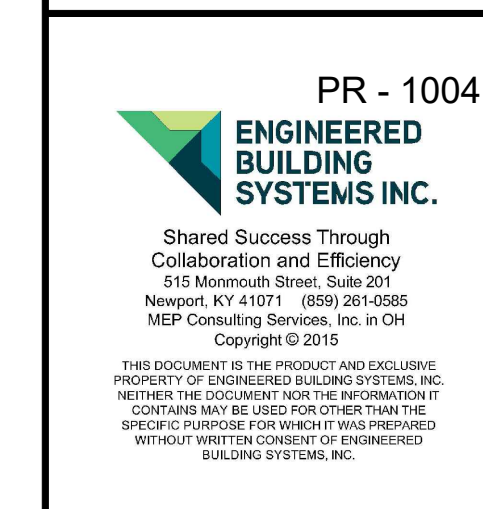 PR - 1004
ENGINEERED
BUILDING
SYSTEMS INC.
Shared Success Through
Collaboration and Efficiency
515 Monmouth Street, Suite 201
Newport, KY 41071 (859) 261-0585
MEP Consulting Services, Inc. in OH
Copyright © 2015
THIS DOCUMENT IS THE PRODUCT AND EXCLUSIVE
PROPERTY OF ENGINEERED BUILDING SYSTEMS, INC.
NEITHER THE DOCUMENT NOR THE INFORMATION IT
CONTAINS MAY BE USED FOR OTHER THAN THE
SPECIFIC PURPOSE FOR WHICH IT WAS PREPARED
WITHOUT WRITTEN CONSENT OF ENGINEERED
BUILDING SYSTEMS, INC.